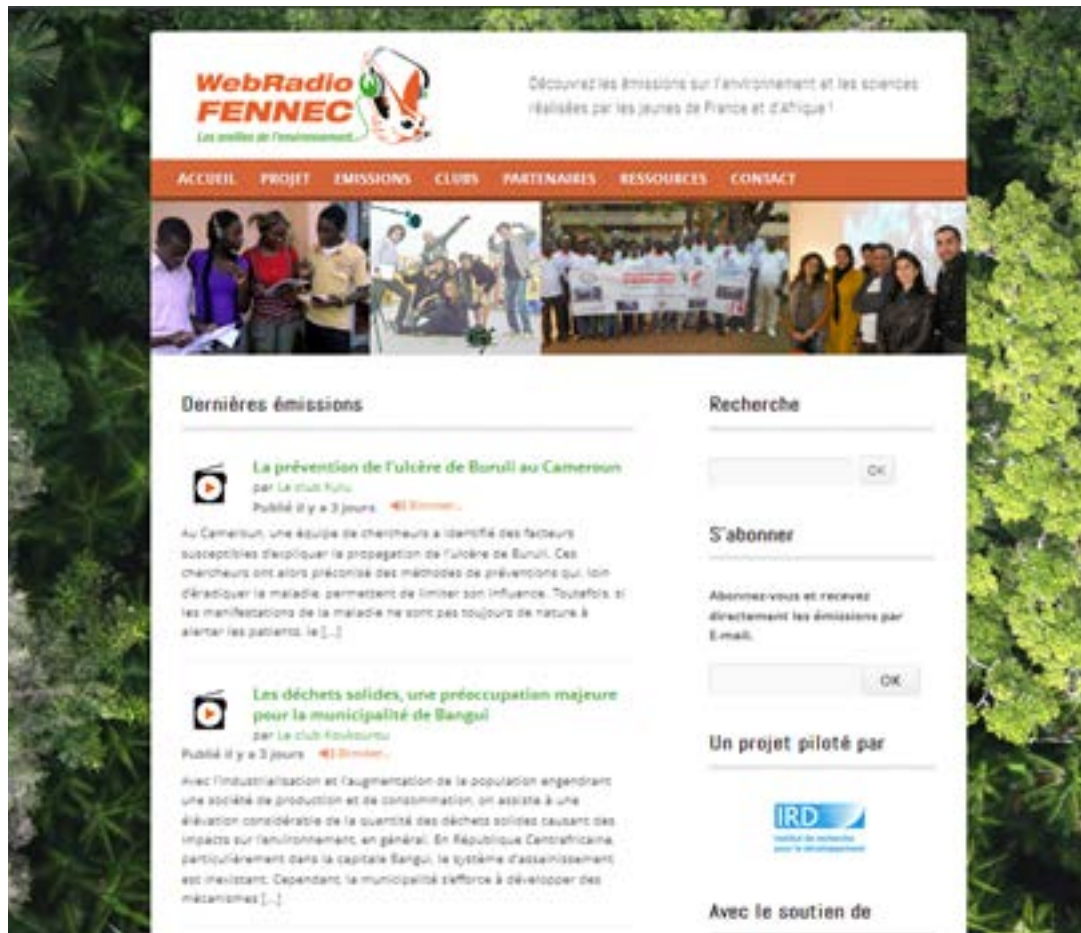 WebRadio
FENNEC
Les oreilles de l'environnement...
Découvrez les émissions sur l'environnement et les sciences
réalisées par les jeunes de France et d'Afrique !
ACCUEIL PROJET EMISSIONS CLUBS PARTENAIRES RESSOURCES CONTACT
Dernières émissions
La prévention de l'ulcère de Buruli au Cameroun
par Le club
Publié il y a 3 jours
Au Cameroun, une équipe de chercheurs a identifié des facteurs
susceptibles d'expliquer la propagation de l'ulcère de Buruli. Ces
chercheurs ont alors préconisé des méthodes de préventions qui, loin
d'éradiquer la maladie, permettent de limiter son influence. Toutefois, si
les manifestations de la maladie ne sont pas toujours de nature à
alerter les patients, le [...]
Les déchets solides, une préoccupation majeure
pour la municipalité de Bangui
par Le club
Publié il y a 3 jours
Avec l'industrialisation et l'augmentation de la population engendrant
une société de production et de consommation, on assiste à une
élévation considérable de la quantité des déchets solides causant des
impacts sur l'environnement, en général. En République Centrafricaine,
particulièrement dans la capitale Bangui, le système d'assainissement
est inexistant. Cependant, la municipalité s'efforce à développer des
mécanismes [...]
Recherche
OK
S'abonner
Abonnez-vous et recevez
directement les émissions par
E-mail.
OK
Un projet piloté par
IRD
Institut de recherche
pour le développement
Avec le soutien de